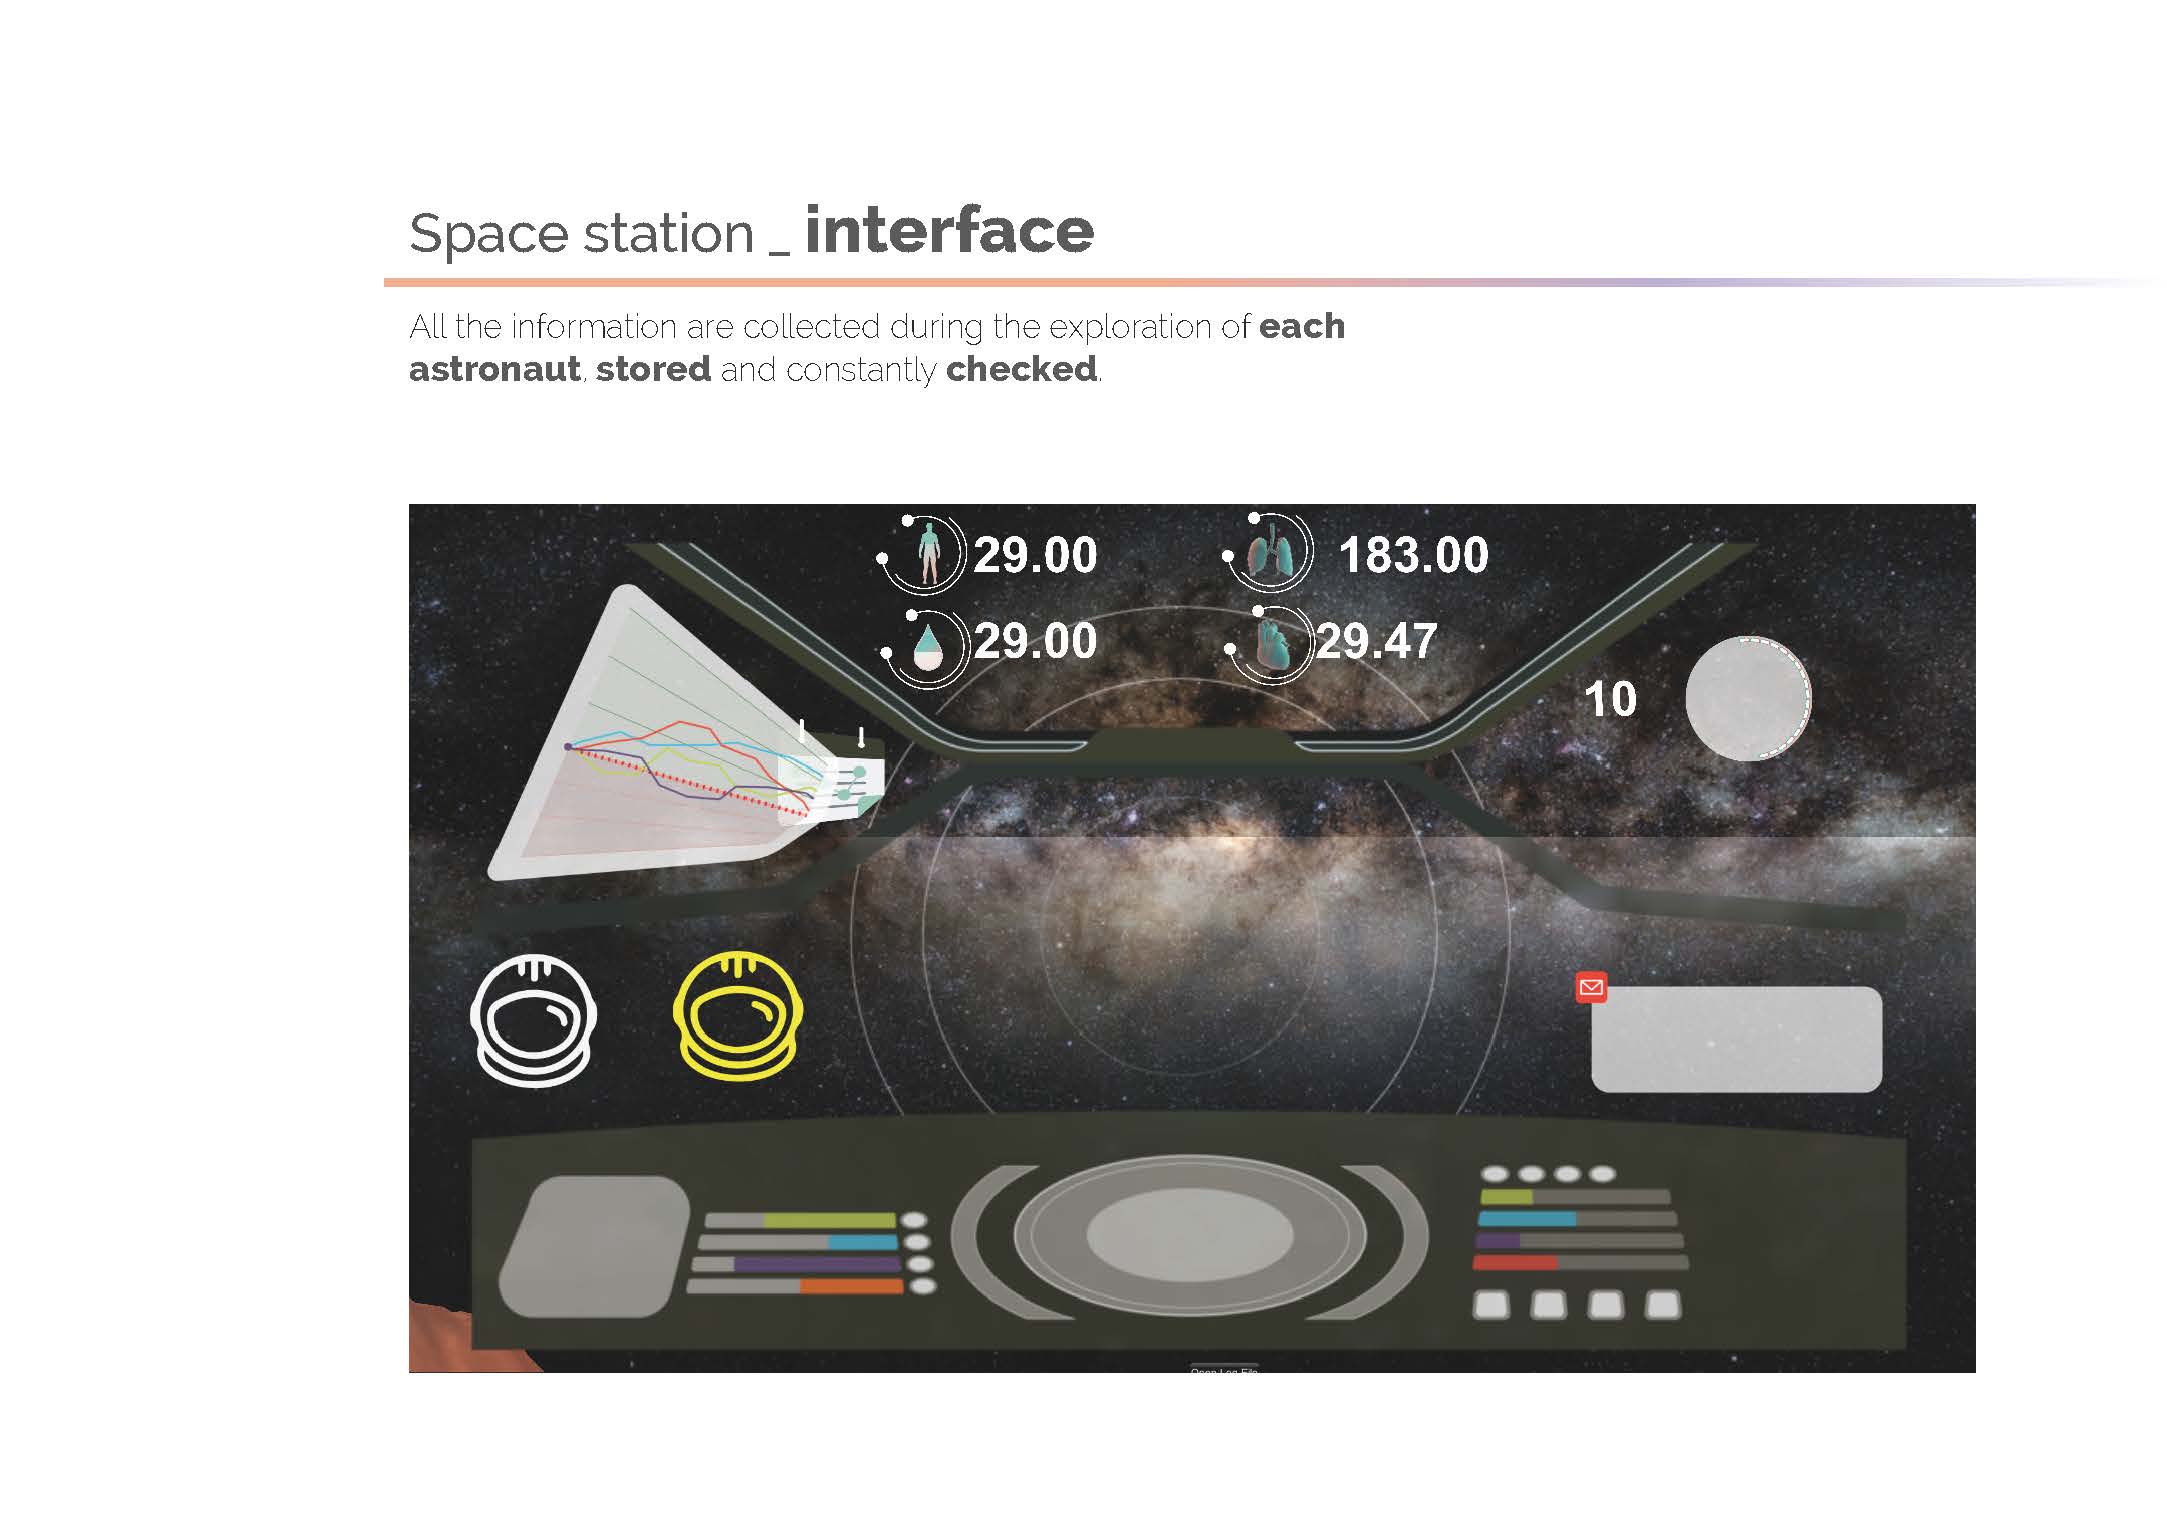 Space station _ interface
All the information are collected during the exploration of each
astronaut, stored and constantly checked.
29.00
183.00
29.00
29.47
10
Open Log File